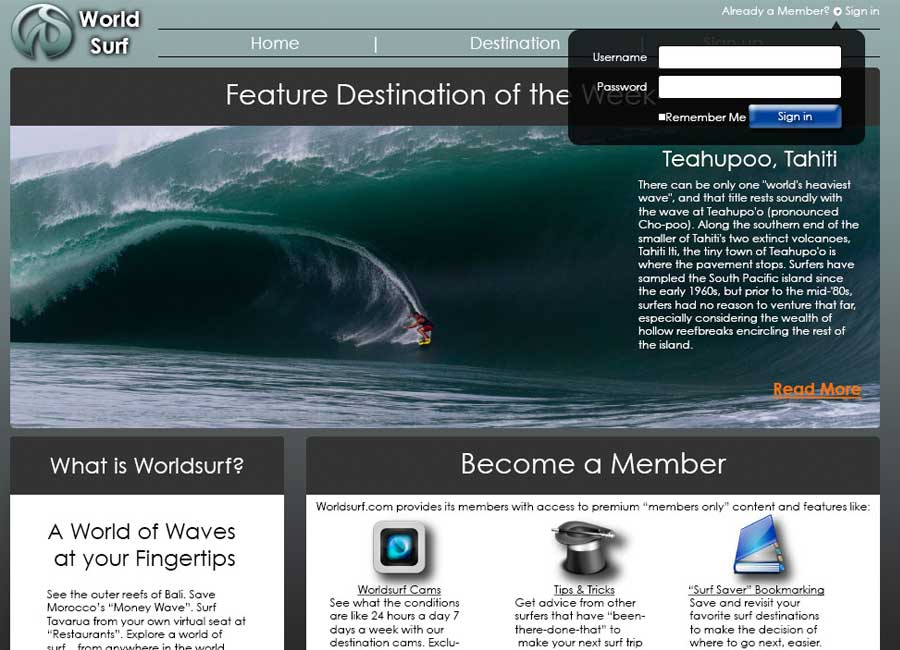 World
Surf
Already a Member? Sign in
Home | Destination | Sign up
Username
Password
Remember Me Sign in
Feature Destination of the Week
Teahupoo, Tahiti
There can be only one "world's heaviest
wave", and that title rests soundly with
the wave at Teahupo'o (pronounced
Cho-poo). Along the southern end of the
smaller of Tahiti's two extinct volcanoes,
Tahiti Iti, the tiny town of Teahupo'o is
where the pavement stops. Surfers have
sampled the South Pacific island since
the early 1960s, but prior to the mid-'80s,
surfers had no reason to venture that far,
especially considering the wealth of
hollow reefbreaks encircling the rest of
the island.
Read More
What is Worldsurf?
A World of Waves
at your Fingertips
See the outer reefs of Bali. Save
Morocco’s “Money Wave”. Surf
Tavarua from your own virtual seat at
“Restaurants”. Explore a world of
surf... from anywhere in the world
Become a Member
Worldsurf.com provides its members with access to premium “members only” content and features like:
Worldsurf Cams
See what the conditions
are like 24 hours a day 7
days a week with our
destination cams. Exclu-
Tips & Tricks
Get advice from other
surfers that have “been-
there-done-that” to
make your next surf trip
“Surf Saver” Bookmarking
Save and revisit your
favorite surf destinations
to make the decision of
where to go next, easier.